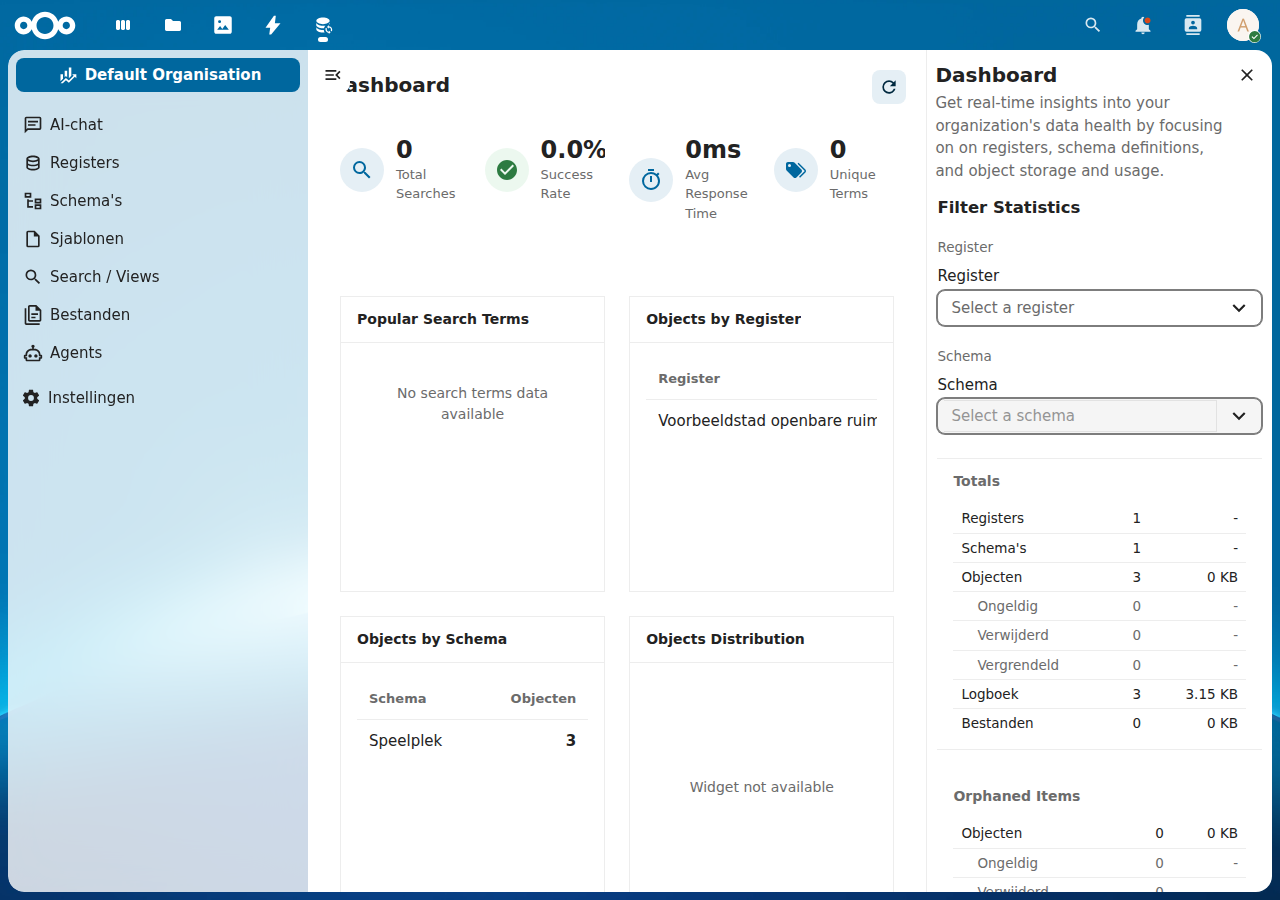 Default Organisation
AI-chat
Registers
Schema's
Sjablonen
Search / Views
Bestanden
Agents
Instellingen
ashboard
0
Total
Searches
0.0%
Success
Rate
0ms
Avg
Response
Time
0
Unique
Terms
Popular Search Terms
No search terms data
available
Objects by Register
Register
Voorbeeldstad openbare ruim
Objects by Schema
Schema Objecten
Speelplek 3
Objects Distribution
Widget not available
A
Dashboard
Get real-time insights into your
organization's data health by focusing
on on registers, schema definitions,
and object storage and usage.
Filter Statistics
Register
Register
Select a register
Schema
Schema
Select a schema
Totals
Registers 1 -
Schema's 1 -
Objecten 3 0 KB
Ongeldig 0 -
Verwijderd 0 -
Vergrendeld 0 -
Logboek 3 3.15 KB
Bestanden 0 0 KB
Orphaned Items
Objecten 0 0 KB
Ongeldig 0 -
Verwijderd 0 -